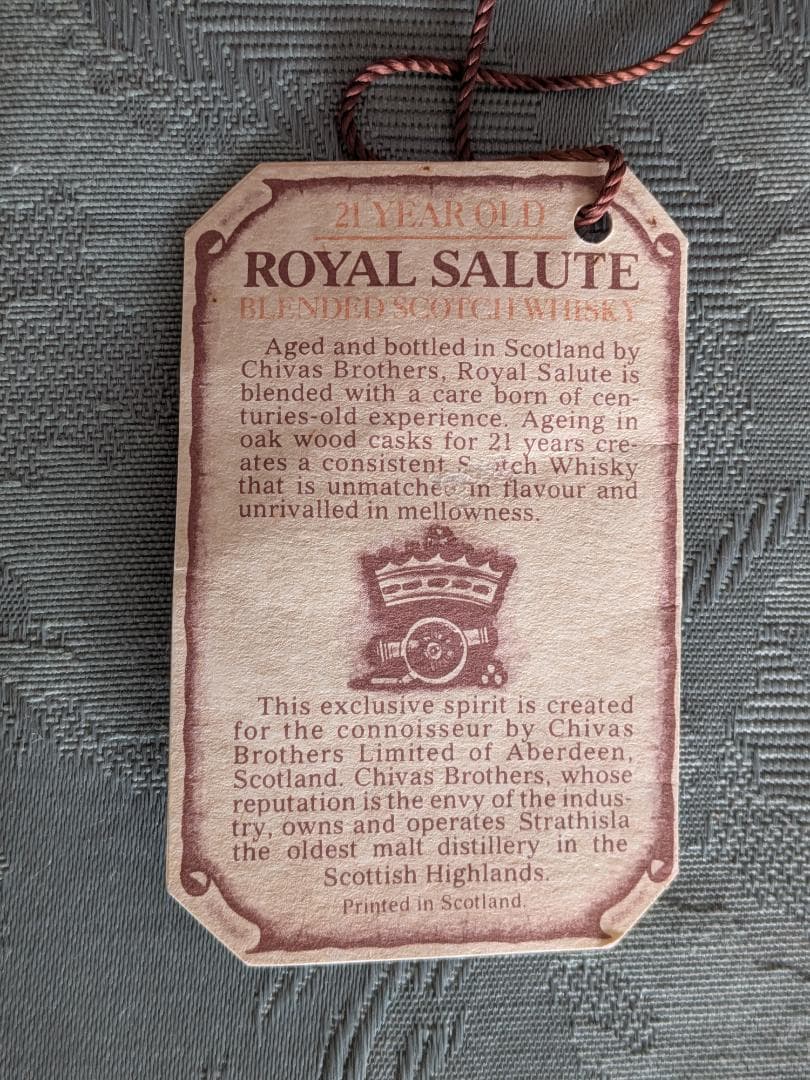 21 YEAR OLD
ROYAL SALUTE
BLENDED SCOTCH WHISKY
Aged and bottled in Scotland by
Chivas Brothers, Royal Salute is
blended with a care born of cen-
turies-old experience. Ageing in
oak wood casks for 21 years cre-
ates a consistent Scotch Whisky
that is unmatched in flavour and
unrivalled in mellowness.
This exclusive spirit is created
for the connoisseur by Chivas
Brothers Limited of Aberdeen,
Scotland. Chivas Brothers, whose
reputation is the envy of the indus-
try, owns and operates Strathisla
the oldest malt distillery in the
Scottish Highlands.
Printed in Scotland.